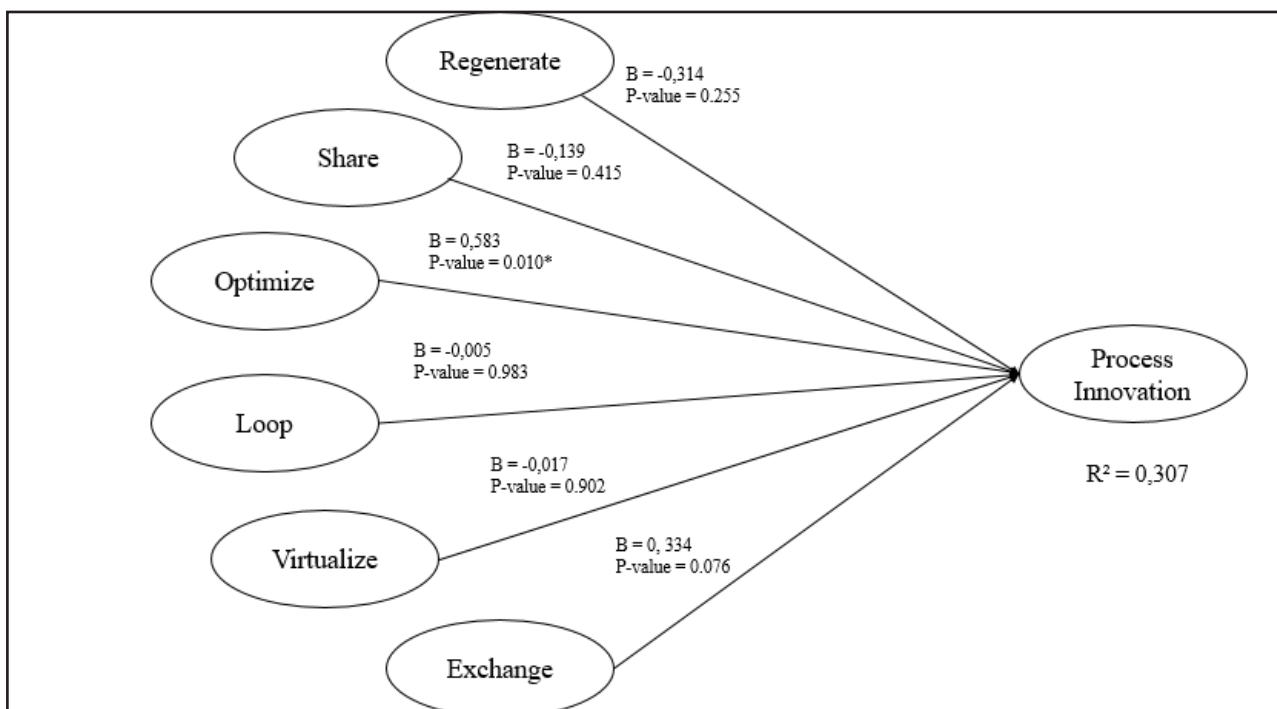 Regenerate
B = -0,314
P-value = 0.255
Share
B = -0,139
P-value = 0.415
Optimize
B = 0,583
P-value = 0.010*
Loop
B = -0,005
P-value = 0.983
Process
Innovation
R² = 0,307
Virtualize
B = -0,017
P-value = 0.902
Exchange
B = 0, 334
P-value = 0.076